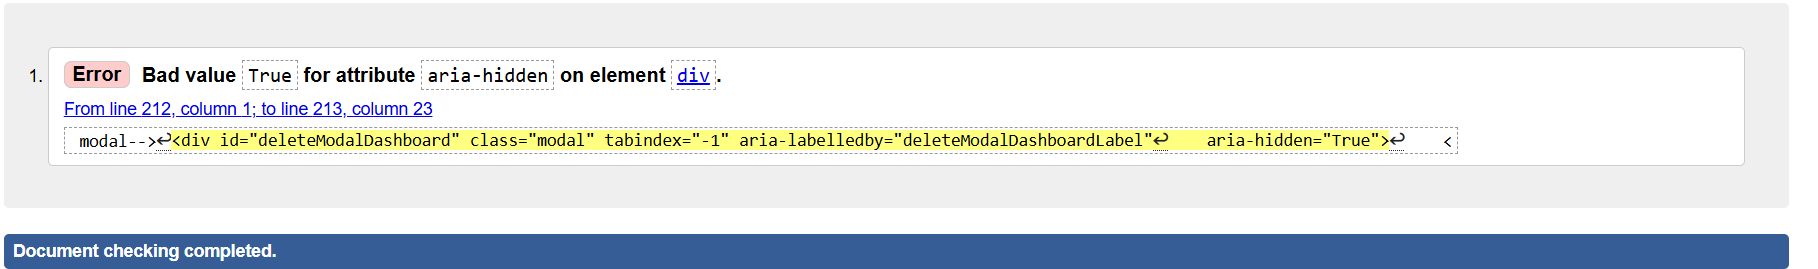 1. Error Bad value True for attribute aria-hidden on element div.
From line 212, column 1; to line 213, column 23
modal-->↩<div id="deleteModalDashboard" class="modal" tabindex="-1" aria-labelledby="deleteModalDashboardLabel"↩    aria-hidden="True">↩    <
Document checking completed.